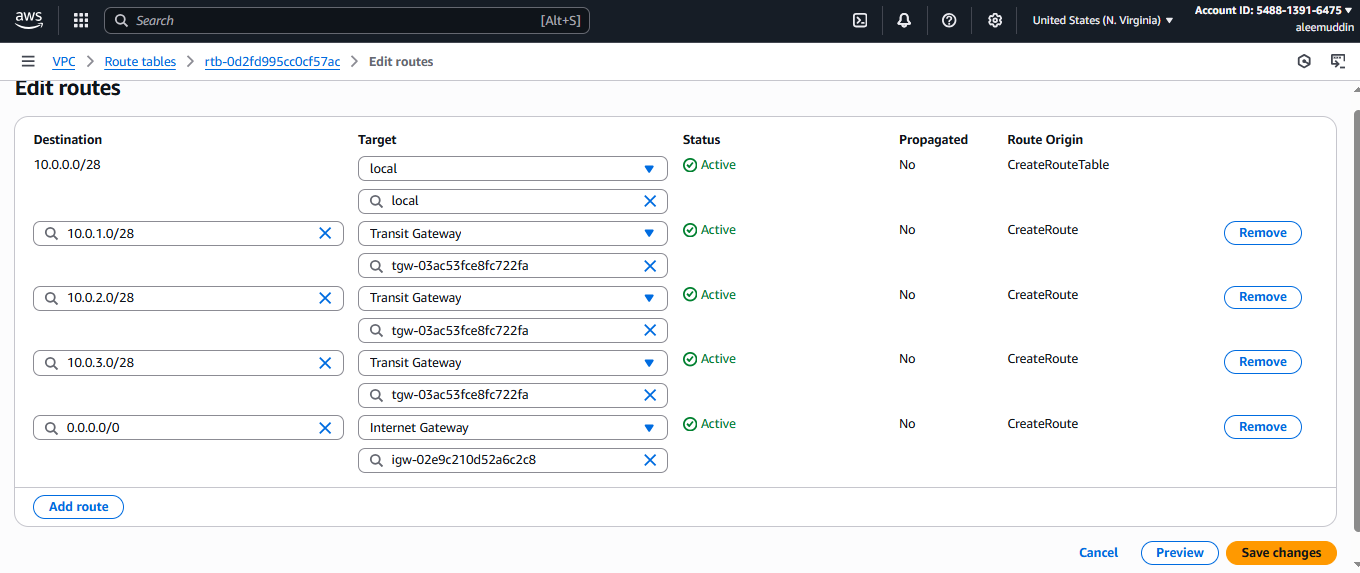 aws
Search [Alt+S]
United States (N. Virginia)
Account ID: 5488-1391-6475
aleemuddin
VPC > Route tables > rtb-0d2fd995cc0cf57ac > Edit routes
Edit routes
Destination Target Status Propagated Route Origin
10.0.0.0/28 local Active No CreateRouteTable
local
10.0.1.0/28 Transit Gateway Active No CreateRoute Remove
tgw-03ac53fce8fc722fa
10.0.2.0/28 Transit Gateway Active No CreateRoute Remove
tgw-03ac53fce8fc722fa
10.0.3.0/28 Transit Gateway Active No CreateRoute Remove
tgw-03ac53fce8fc722fa
0.0.0.0/0 Internet Gateway Active No CreateRoute Remove
igw-02e9c210d52a6c2c8
Add route
Cancel Preview Save changes